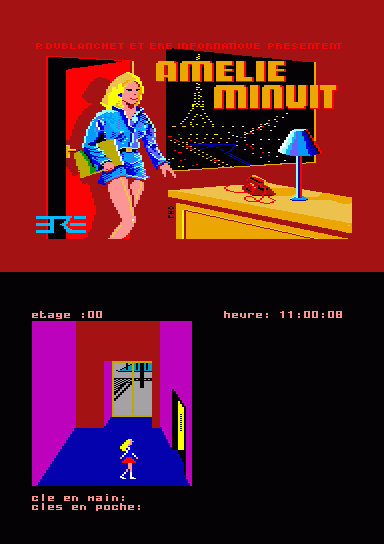 P.DUBLANCHET ET ERE INFORMATIQUE PRESENTENT
AMELIE
MINUIT
ERE
etage :00
heure: 11:00:08
cle en main:
cles en poche: